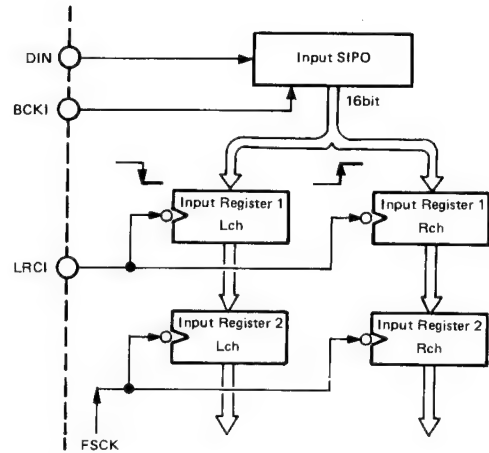 DIN
Input SIPO
BCKI
16bit
Input Register 1
Lch
Input Register 1
Rch
LRCI
Input Register 2
Lch
Input Register 2
Rch
FSCK